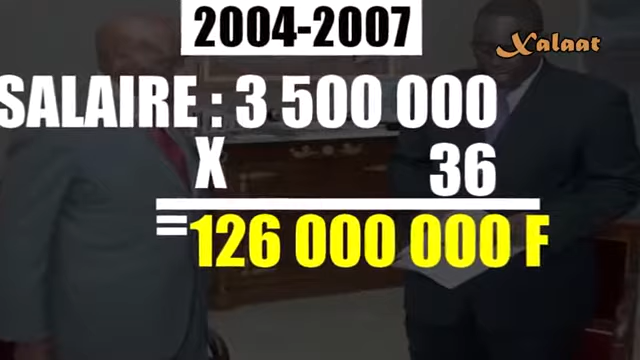 2004-2007
Xalaat
SALAIRE : 3 500 000
X 36
=126 000 000 F